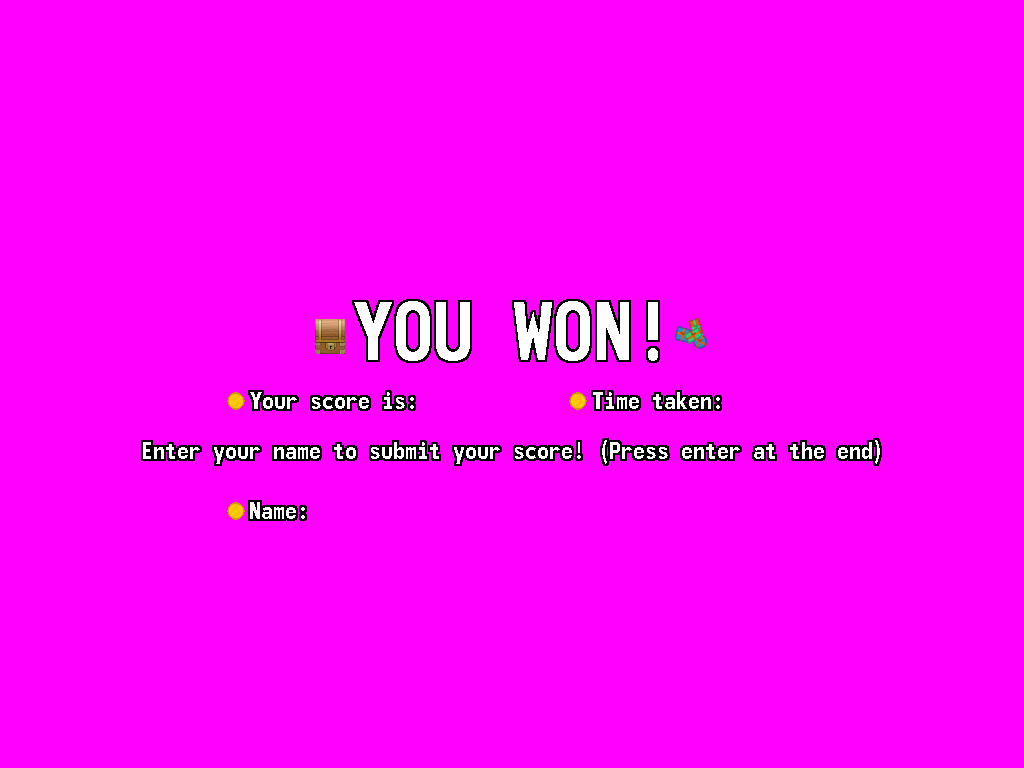 YOU WON!
Your score is: Time taken:
Enter your name to submit your score! (Press enter at the end)
Name: